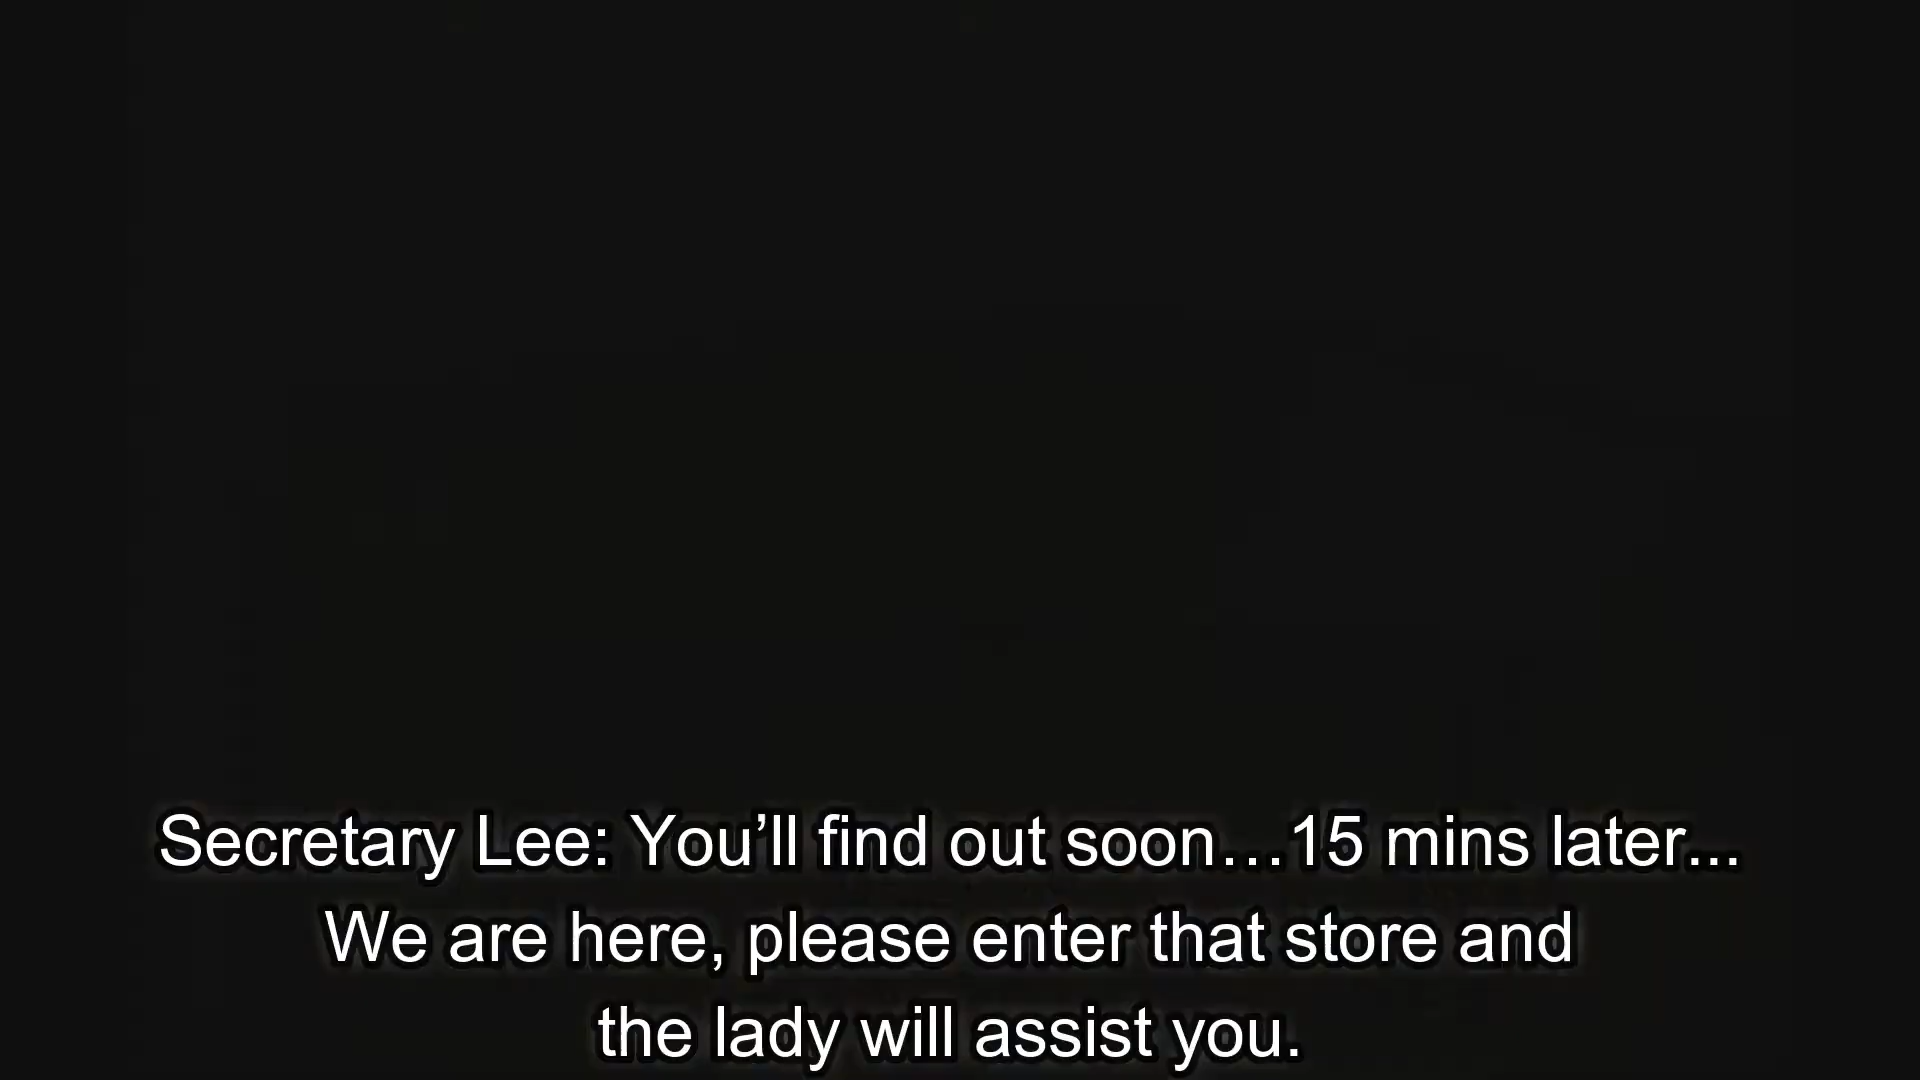 Secretary Lee: You’ll find out soon…15 mins later...
We are here, please enter that store and
the lady will assist you.